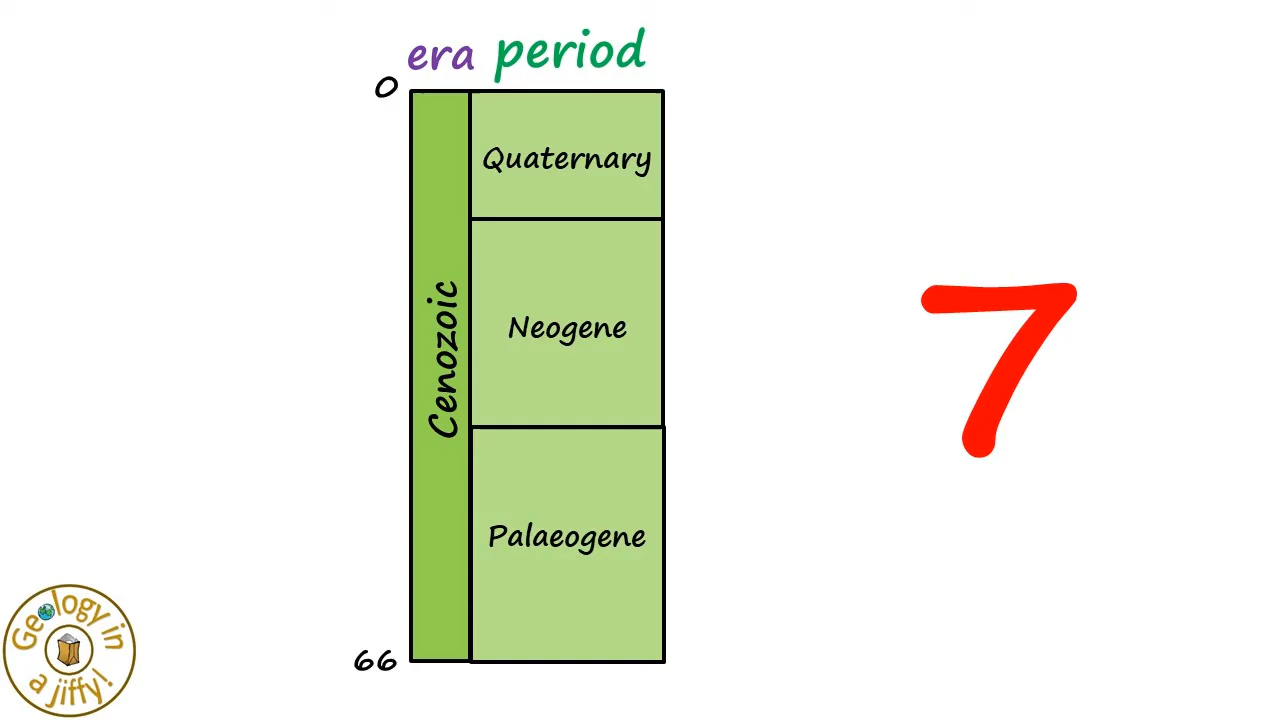 era period
0
Quaternary
Neogene
Cenozoic
7
Palaeogene
66
Geology in
a jiffy!